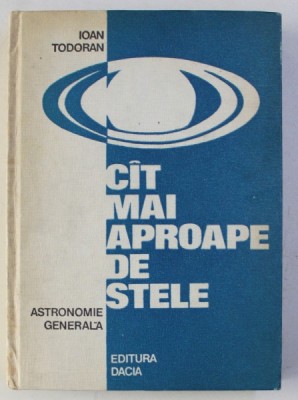 IOAN
TODORAN
CÎT
MAI
APROAPE
DE
STELE
ASTRONOMIE
GENERALĂ
EDITURA
DACIA